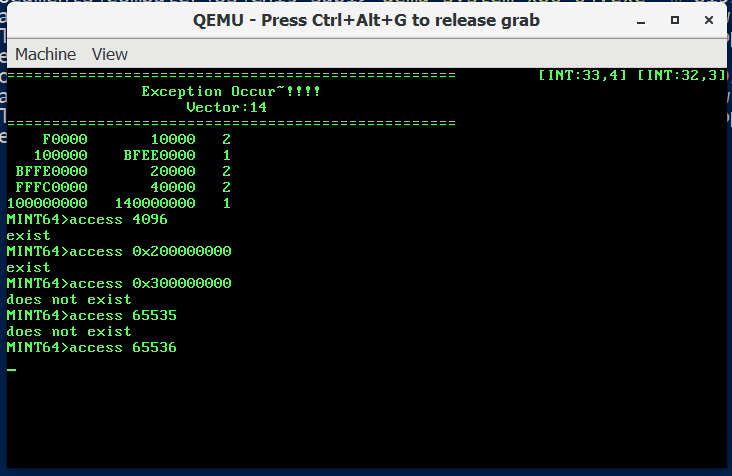 QEMU - Press Ctrl+Alt+G to release grab
Machine View
================================================== [INT:33,4] [INT:32,3]
Exception Occur~!!!!
Vector:14
==================================================
F0000 10000 2
100000 BFEE0000 1
BFFE0000 20000 2
FFFC0000 40000 2
100000000 140000000 1
MINT64>access 4096
exist
MINT64>access 0x200000000
exist
MINT64>access 0x300000000
does not exist
MINT64>access 65535
does not exist
MINT64>access 65536
_